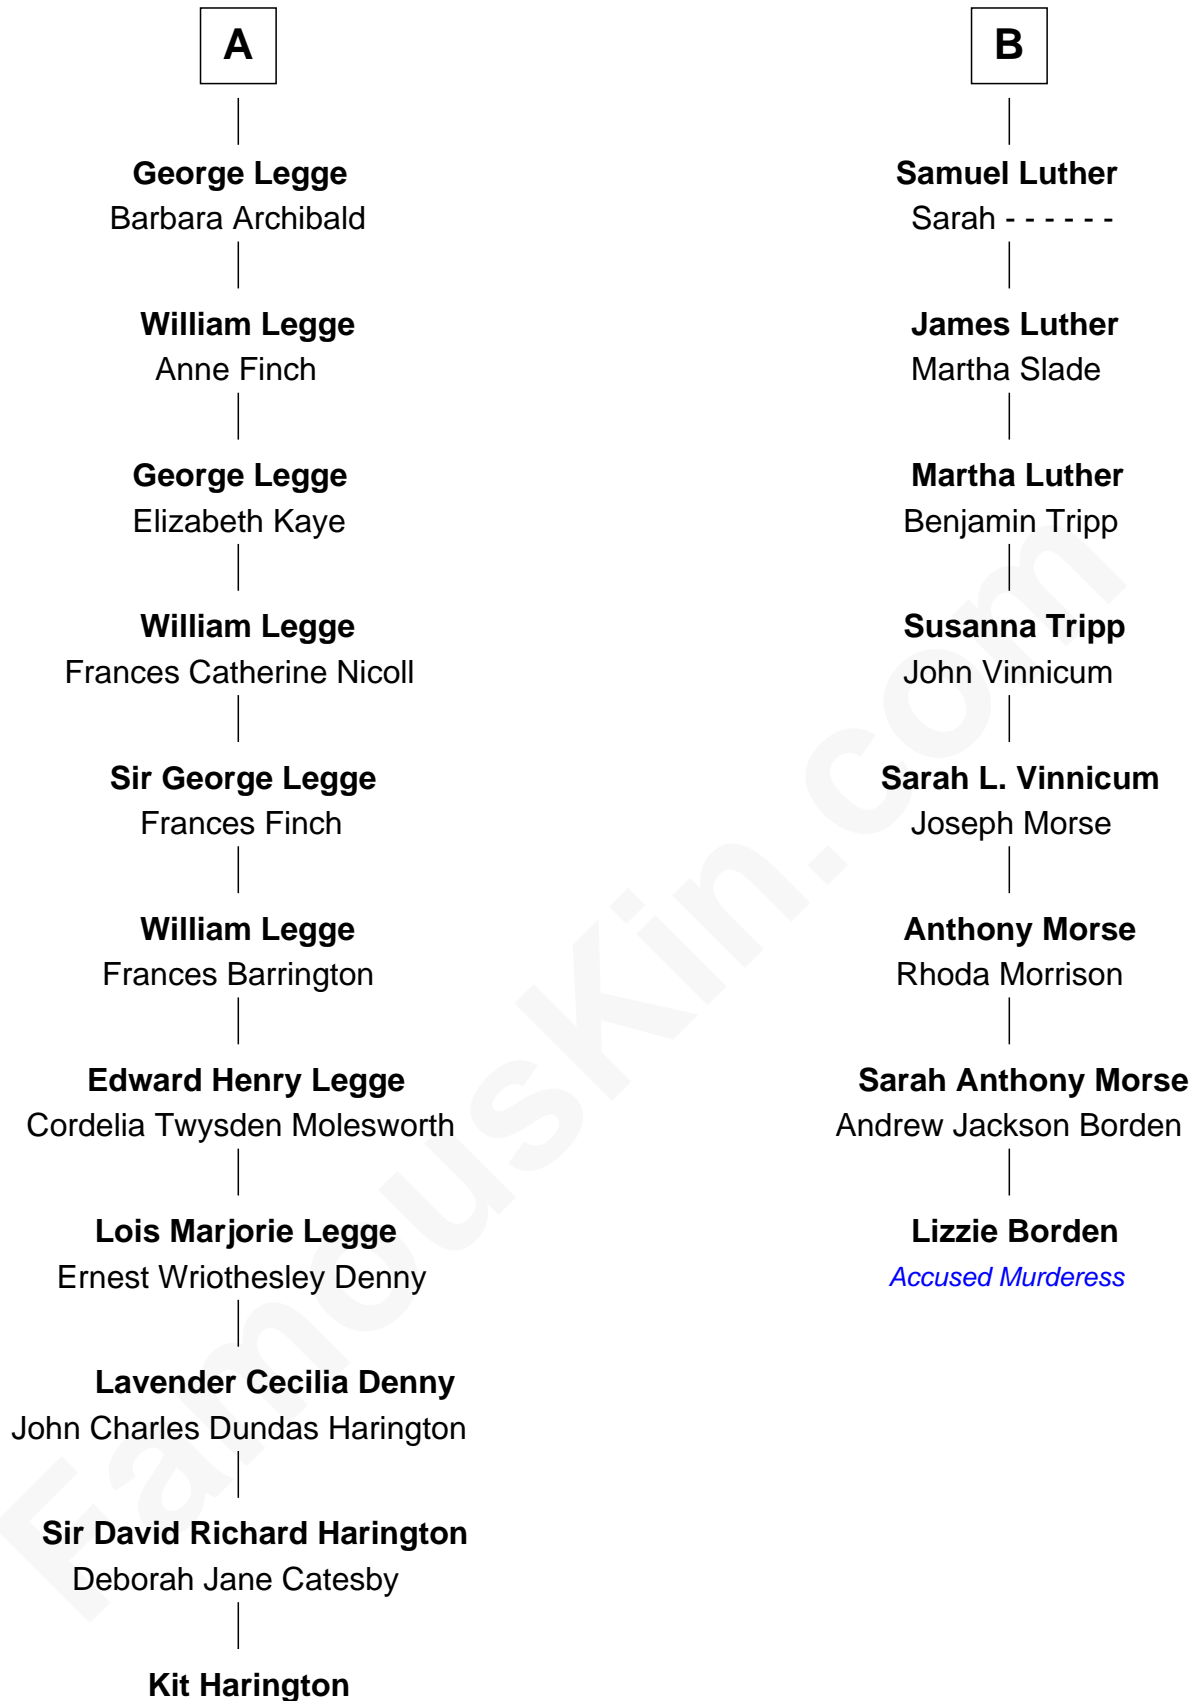 A
George Legge
Barbara Archibald
William Legge
Anne Finch
George Legge
Elizabeth Kaye
William Legge
Frances Catherine Nicoll
Sir George Legge
Frances Finch
William Legge
Frances Barrington
Edward Henry Legge
Cordelia Twysden Molesworth
Lois Marjorie Legge
Ernest Wriothesley Denny
Lavender Cecilia Denny
John Charles Dundas Harington
Sir David Richard Harington
Deborah Jane Catesby
Kit Harington
B
Samuel Luther
Sarah - - - - - -
James Luther
Martha Slade
Martha Luther
Benjamin Tripp
Susanna Tripp
John Vinnicum
Sarah L. Vinnicum
Joseph Morse
Anthony Morse
Rhoda Morrison
Sarah Anthony Morse
Andrew Jackson Borden
Lizzie Borden
Accused Murderess
FamousKin.com